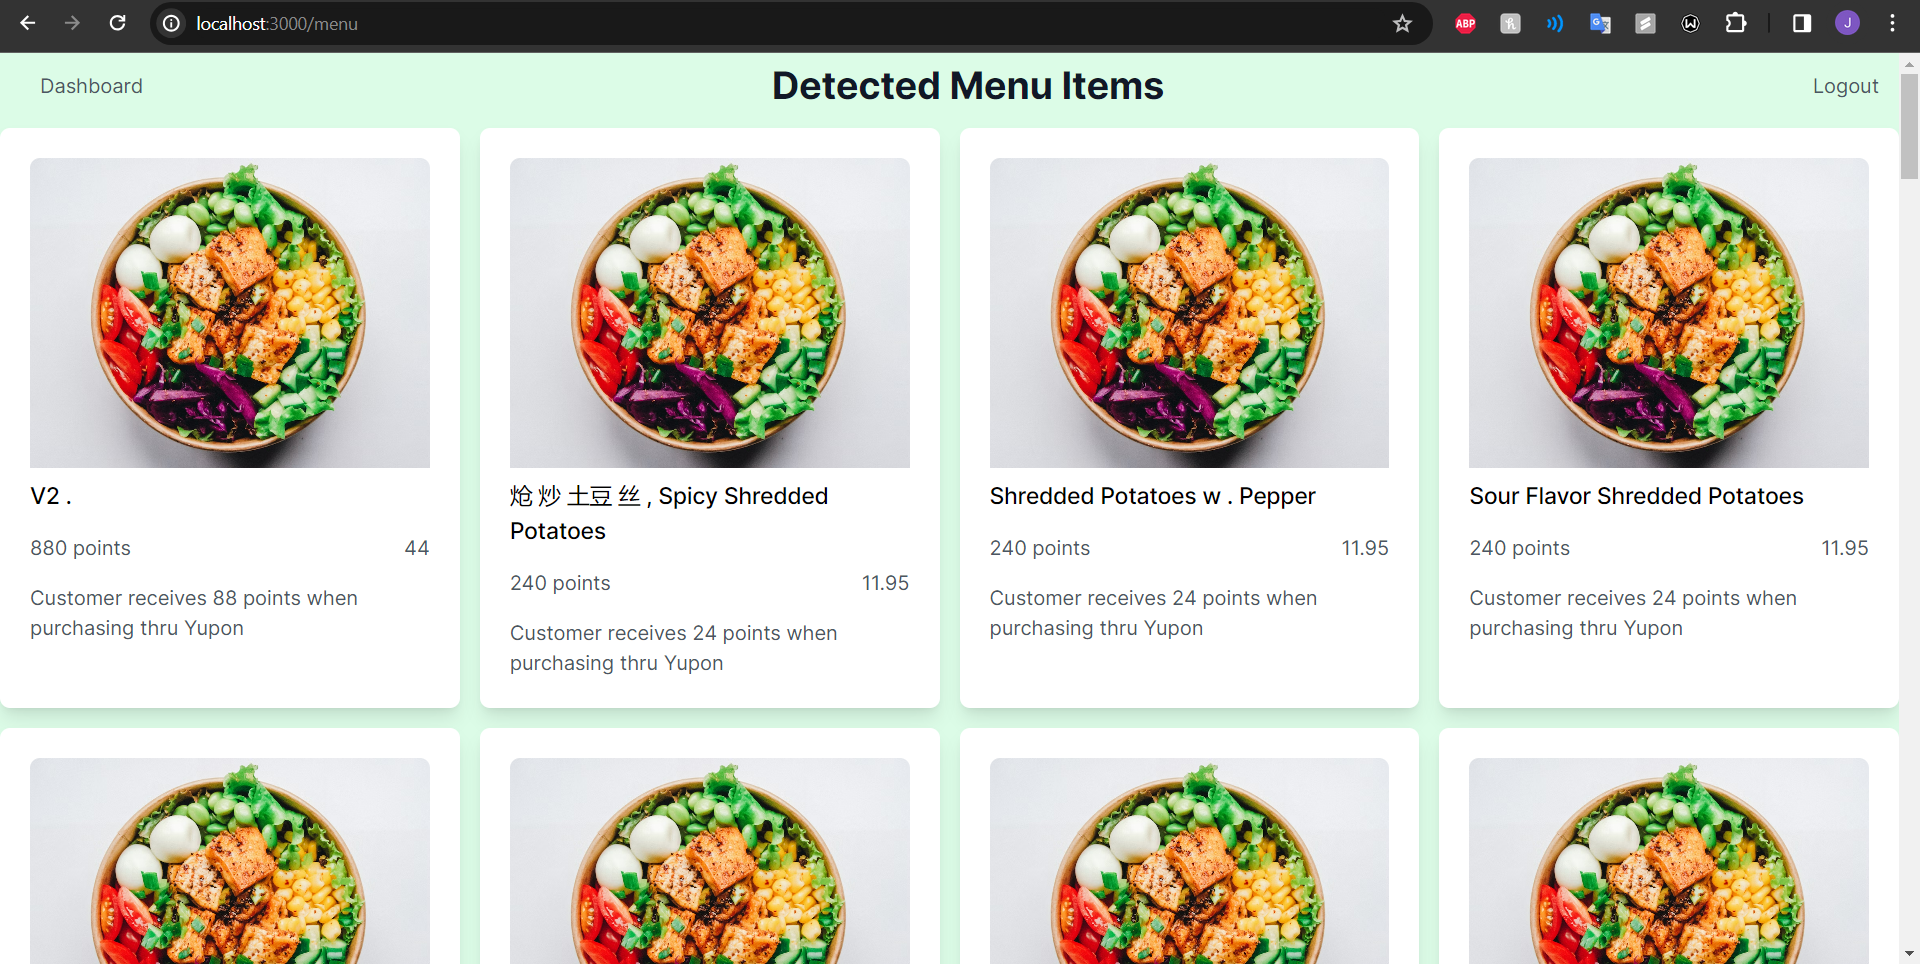 localhost:3000/menu
ABP
J
Dashboard
Detected Menu Items
Logout
V2 .
880 points 44
Customer receives 88 points when
purchasing thru Yupon
炝 炒 土豆 丝 , Spicy Shredded
Potatoes
240 points 11.95
Customer receives 24 points when
purchasing thru Yupon
Shredded Potatoes w . Pepper
240 points 11.95
Customer receives 24 points when
purchasing thru Yupon
Sour Flavor Shredded Potatoes
240 points 11.95
Customer receives 24 points when
purchasing thru Yupon